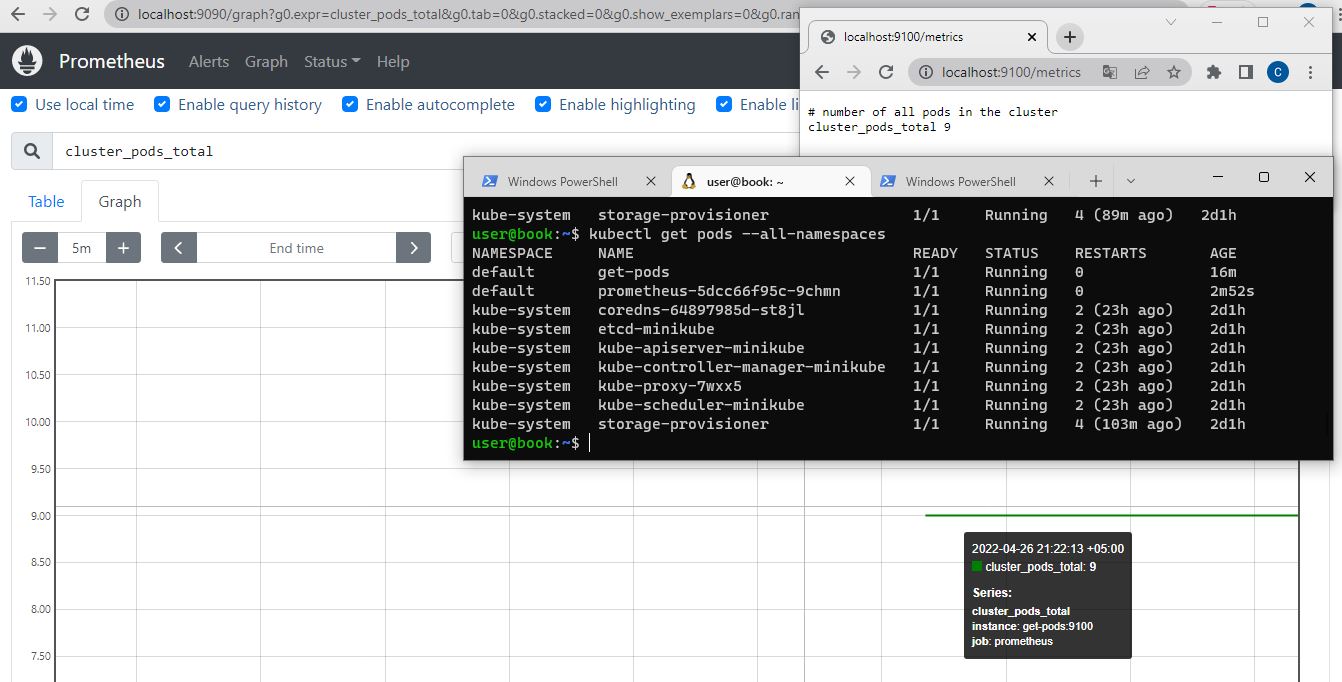 localhost:9090/graph?g0.expr=cluster_pods_total&g0.tab=0&g0.stacked=0&g0.show_exemplars=0&g0.ran
Prometheus Alerts Graph Status Help
Use local time Enable query history Enable autocomplete Enable highlighting Enable li
cluster_pods_total
Table Graph
5m End time
11.50
11.00
10.50
10.00
9.50
9.00
8.50
8.00
7.50
localhost:9100/metrics
localhost:9100/metrics C
# number of all pods in the cluster
cluster_pods_total 9
Windows PowerShell user@book: ~ Windows PowerShell
kube-system storage-provisioner 1/1 Running 4 (89m ago) 2d1h
user@book:~$ kubectl get pods --all-namespaces
NAMESPACE NAME READY STATUS RESTARTS AGE
default get-pods 1/1 Running 0 16m
default prometheus-5dcc66f95c-9chmn 1/1 Running 0 2m52s
kube-system coredns-64897985d-st8jl 1/1 Running 2 (23h ago) 2d1h
kube-system etcd-minikube 1/1 Running 2 (23h ago) 2d1h
kube-system kube-apiserver-minikube 1/1 Running 2 (23h ago) 2d1h
kube-system kube-controller-manager-minikube 1/1 Running 2 (23h ago) 2d1h
kube-system kube-proxy-7wxx5 1/1 Running 2 (23h ago) 2d1h
kube-system kube-scheduler-minikube 1/1 Running 2 (23h ago) 2d1h
kube-system storage-provisioner 1/1 Running 4 (103m ago) 2d1h
user@book:~$
2022-04-26 21:22:13 +05:00
cluster_pods_total: 9
Series:
cluster_pods_total
instance: get-pods:9100
job: prometheus